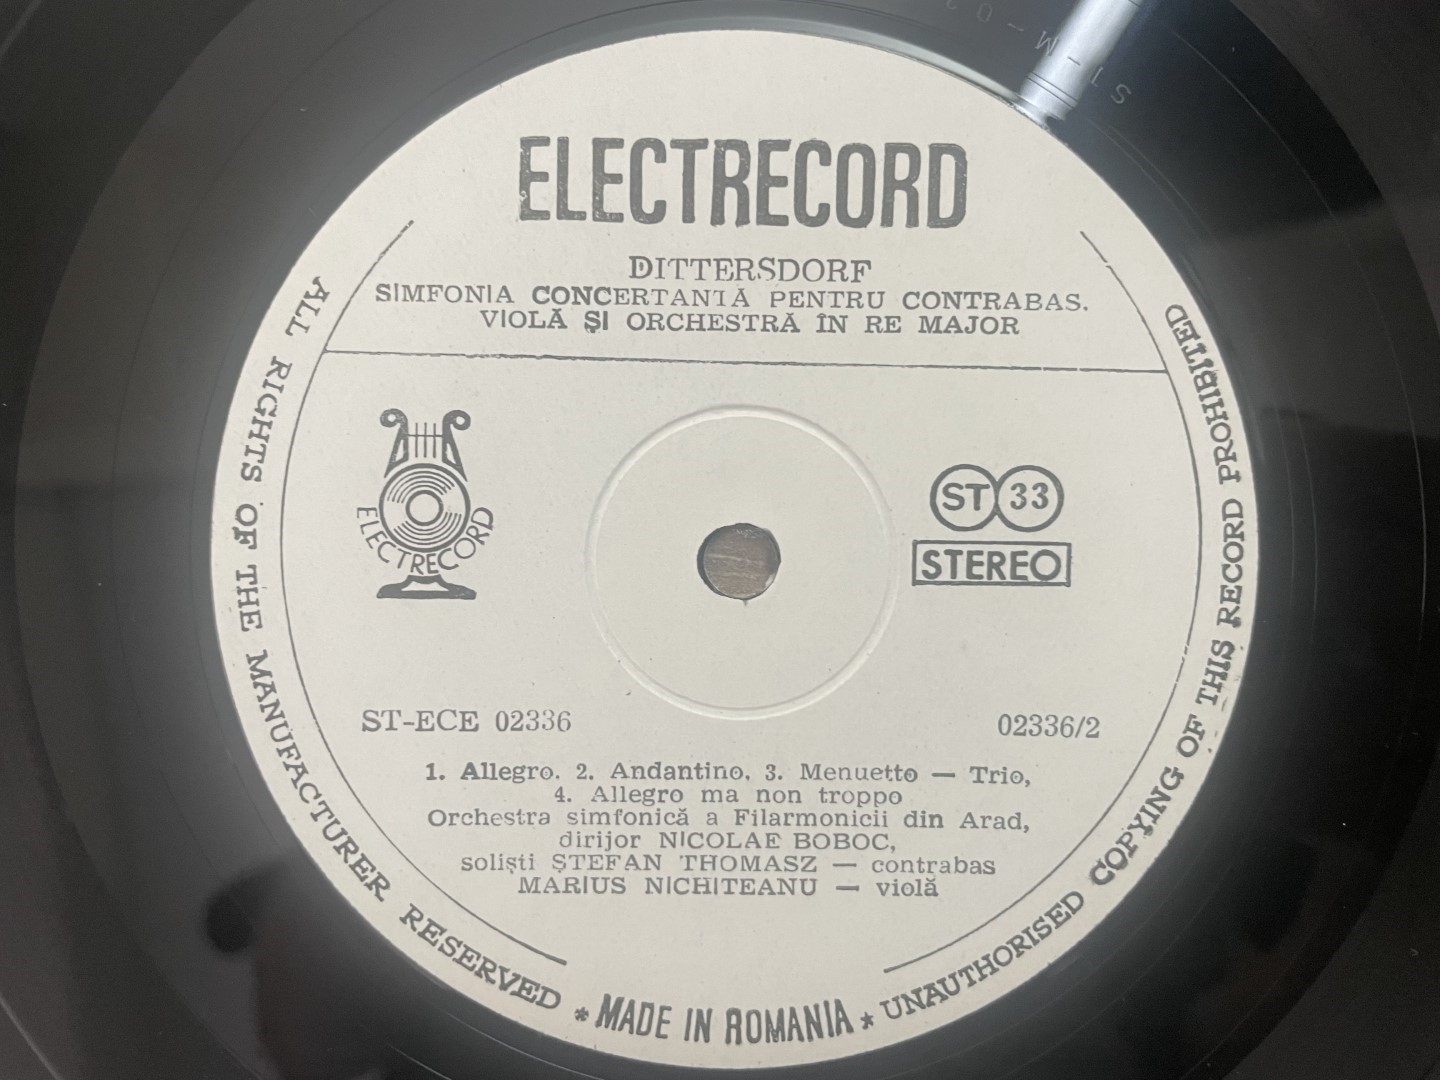 ELECTRECORD
DITTERSDORF
SIMFONIA CONCERTANTĂ PENTRU CONTRABAS,
VIOLĂ ȘI ORCHESTRĂ ÎN RE MAJOR
ELECTRECORD
ST 33
STEREO
ST-ECE 02336
02336/2
1. Allegro. 2. Andantino, 3. Menuetto — Trio,
4. Allegro ma non troppo
Orchestra simfonică a Filarmonicii din Arad,
dirijor NICOLAE BOBOC,
soliști ȘTEFAN THOMASZ — contrabas
MARIUS NICHITEANU — violă
ALL RIGHTS OF THE MANUFACTURER RESERVED * MADE IN ROMANIA * UNAUTHORISED COPYING OF THIS RECORD PROHIBITED
ST-M-0